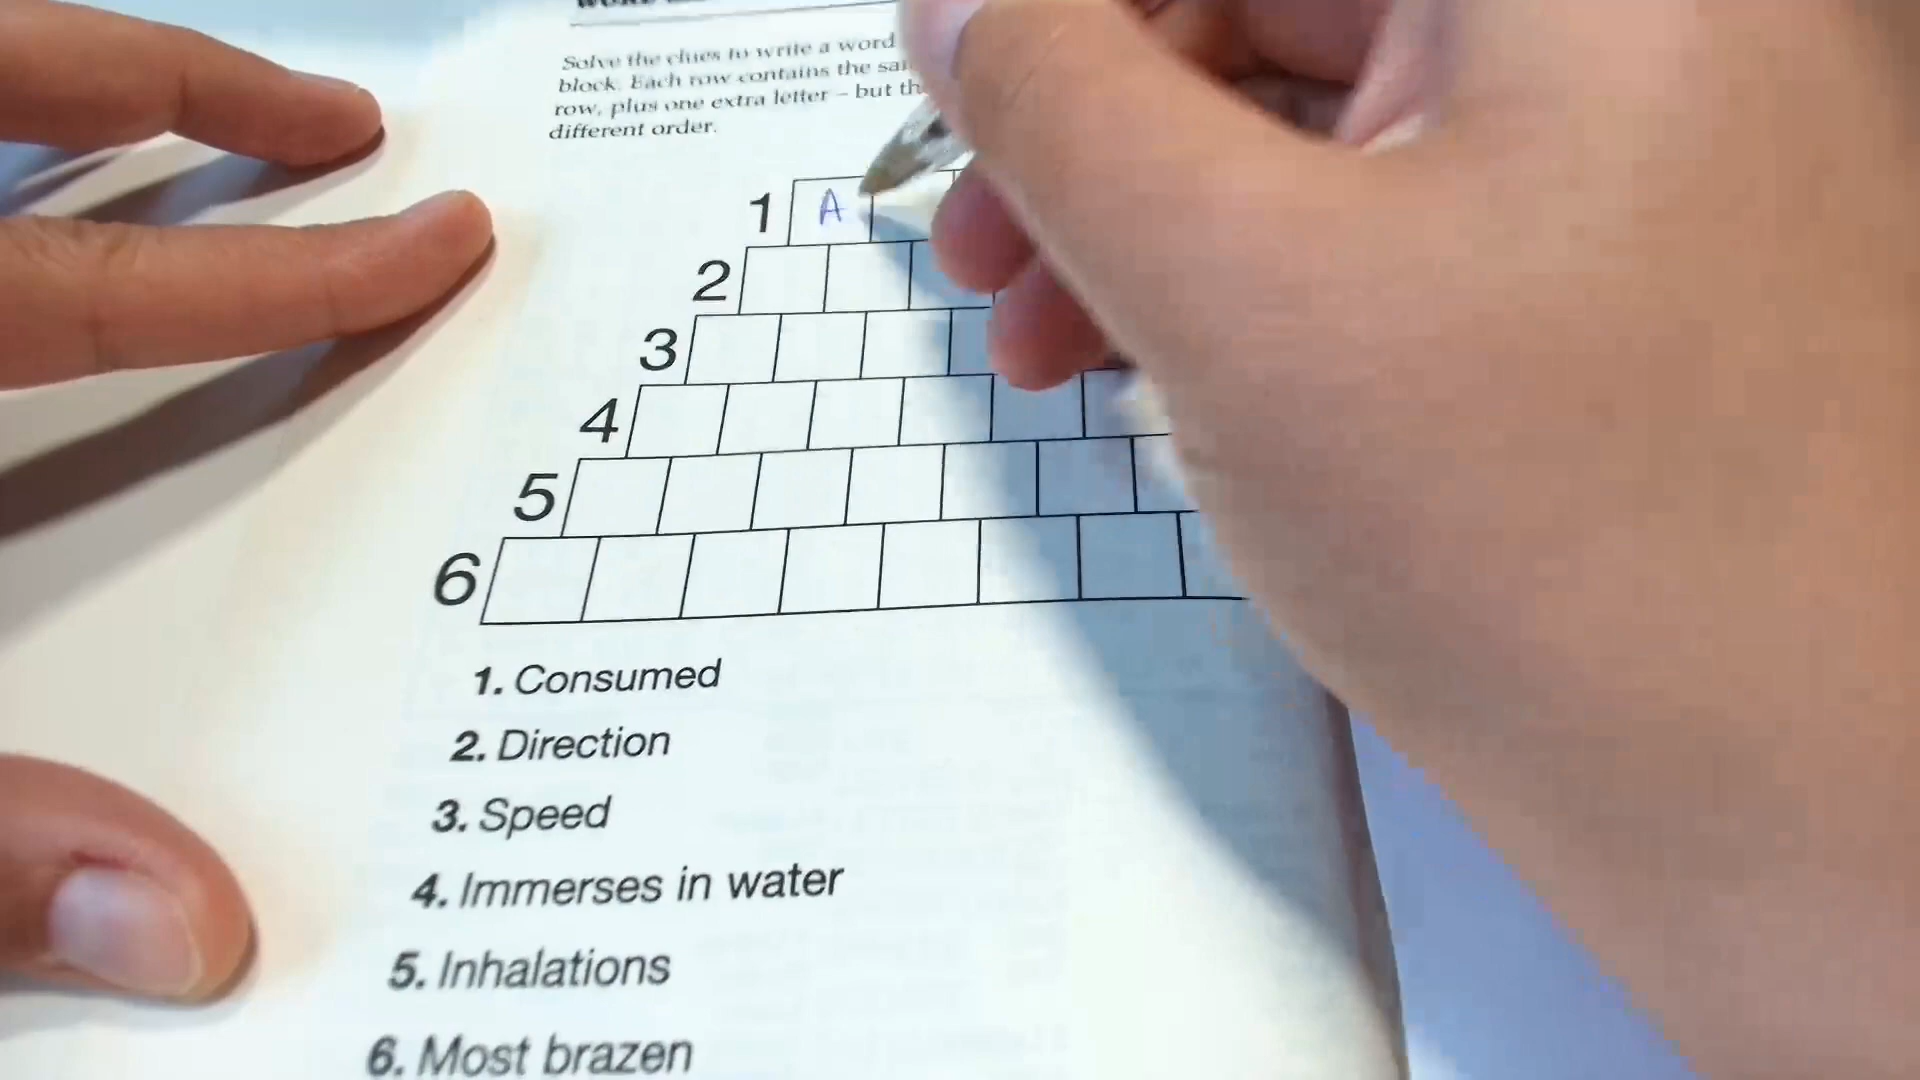 Solve the clues to write a word
block. Each row contains the
row, plus one extra letter – but
different order.
1 A
2
3
4
5
6
1. Consumed
2. Direction
3. Speed
4. Immerses in water
5. Inhalations
6. Most brazen